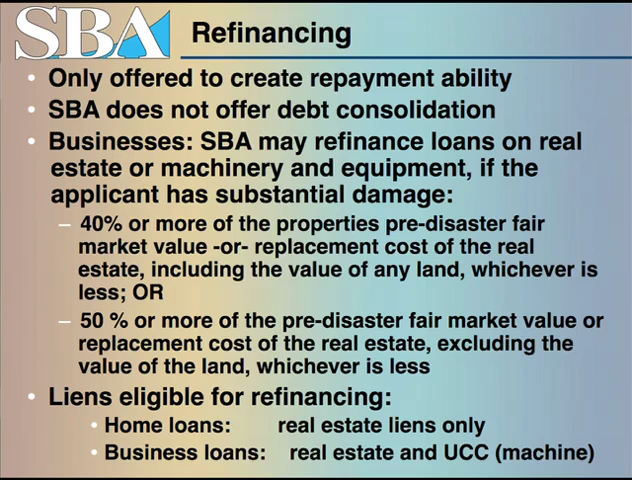 SBA
Refinancing
• Only offered to create repayment ability
• SBA does not offer debt consolidation
• Businesses: SBA may refinance loans on real
estate or machinery and equipment, if the
applicant has substantial damage:
– 40% or more of the properties pre-disaster fair
market value -or- replacement cost of the real
estate, including the value of any land, whichever is
less; OR
– 50 % or more of the pre-disaster fair market value or
replacement cost of the real estate, excluding the
value of the land, whichever is less
• Liens eligible for refinancing:
• Home loans: real estate liens only
• Business loans: real estate and UCC (machine)